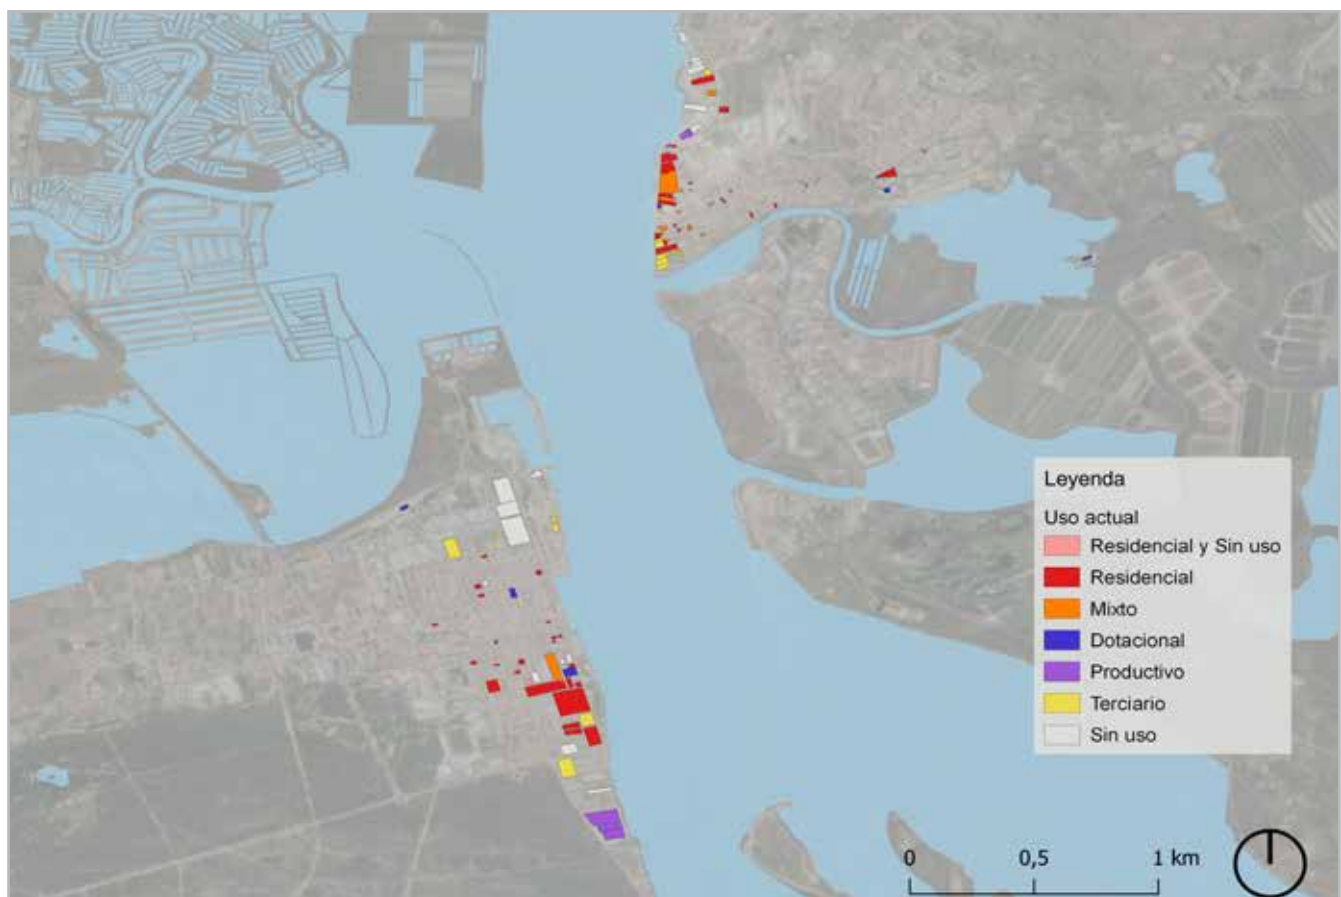 Leyenda
Uso actual
Residencial y Sin uso
Residencial
Mixto
Dotacional
Productivo
Terciario
Sin uso
0 0,5 1 km